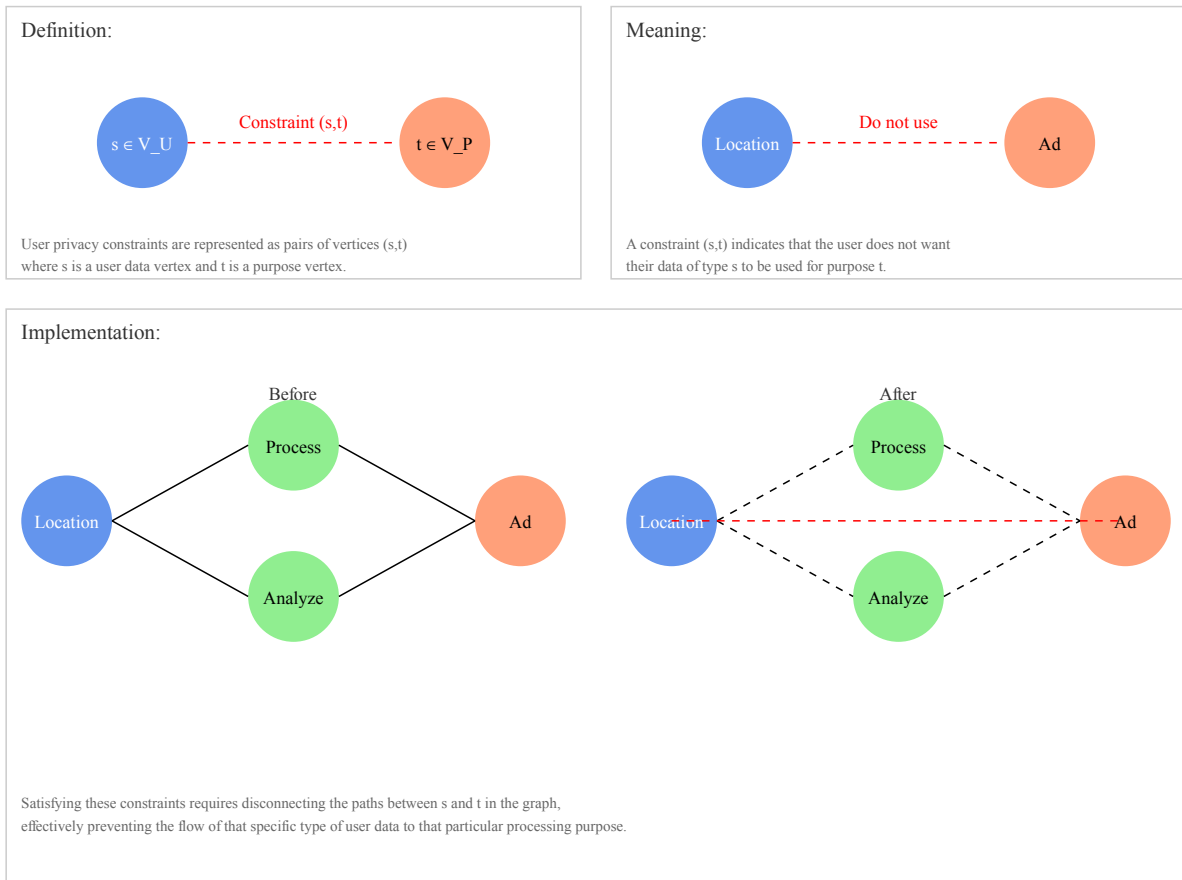 Definition:
s ∈ V_U
Constraint (s,t)
t ∈ V_P
User privacy constraints are represented as pairs of vertices (s,t)
where s is a user data vertex and t is a purpose vertex.
Meaning:
Location
Do not use
Ad
A constraint (s,t) indicates that the user does not want
their data of type s to be used for purpose t.
Implementation:
Before
Process
Location
Ad
Analyze
After
Process
Location
Ad
Analyze
Satisfying these constraints requires disconnecting the paths between s and t in the graph,
effectively preventing the flow of that specific type of user data to that particular processing purpose.